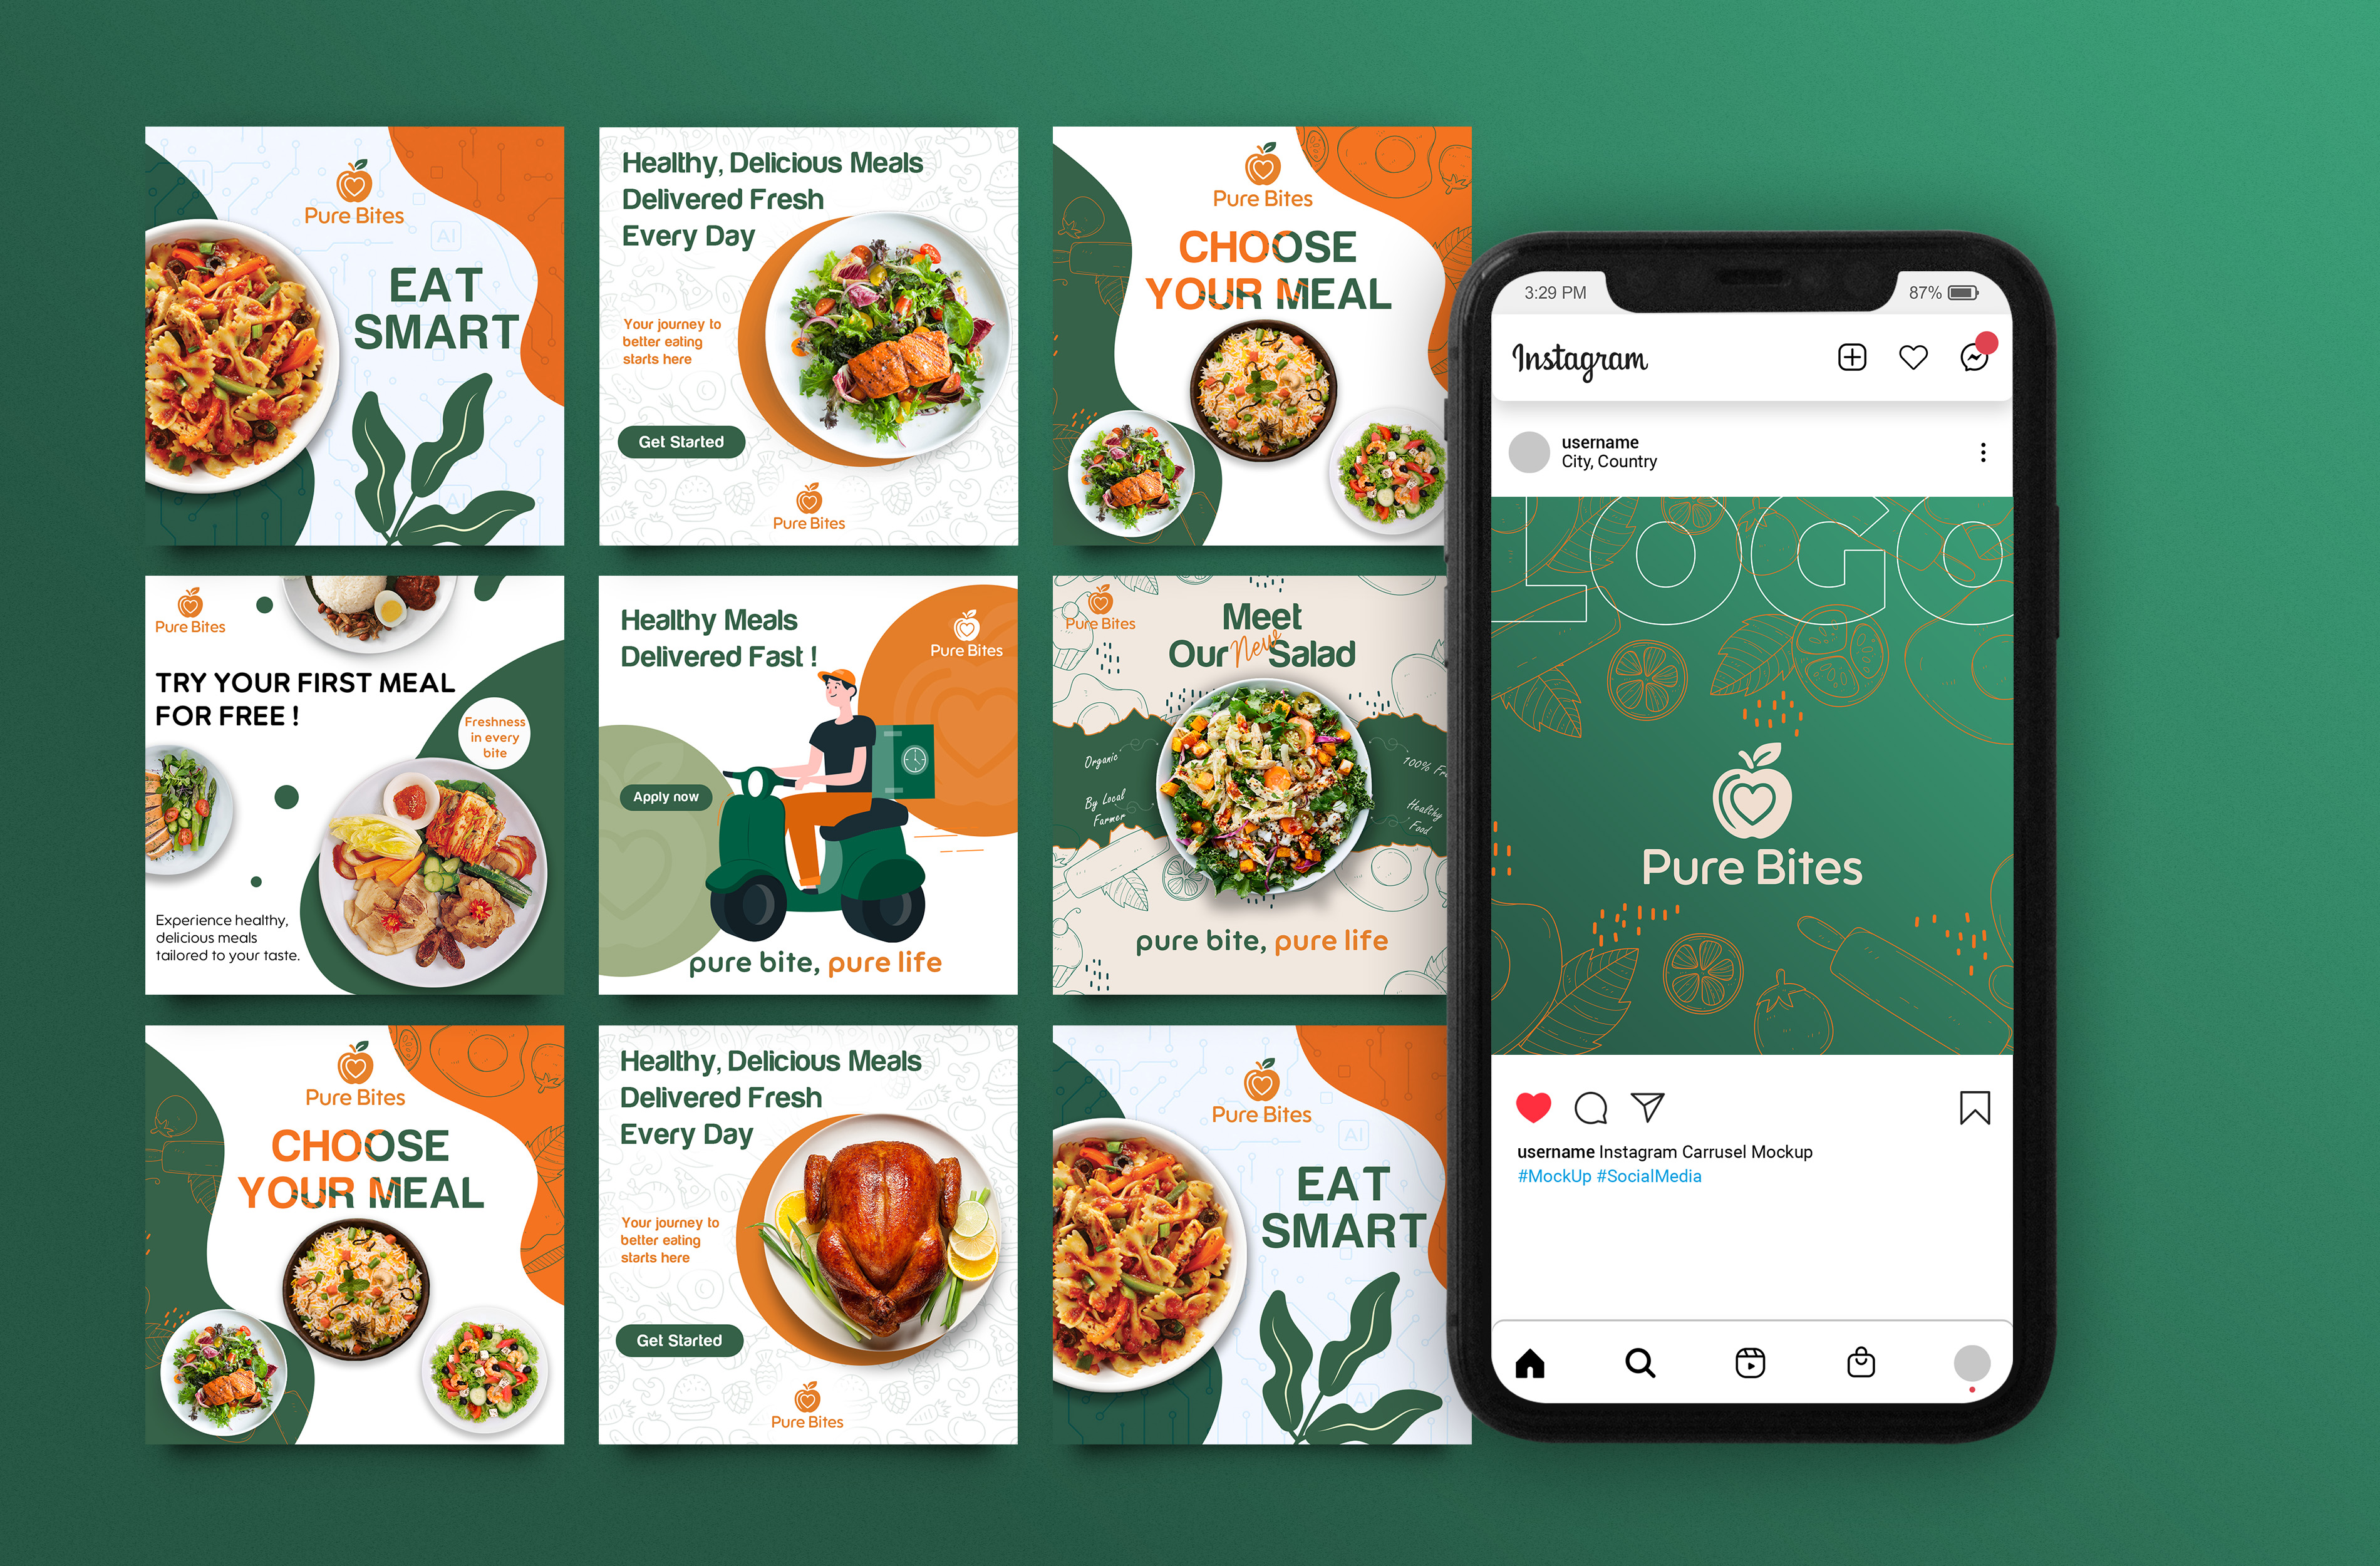 Pure Bites
EAT
SMART
AI
AI
AI
Healthy, Delicious Meals
Delivered Fresh
Every Day
Your journey to
better eating
starts here
Get Started
Pure Bites
Pure Bites
CHOOSE
YOUR MEAL
Pure Bites
TRY YOUR FIRST MEAL
FOR FREE !
Freshness
in every
bite
Experience healthy,
delicious meals
tailored to your taste.
Healthy Meals
Delivered Fast !
Pure Bites
Apply now
pure bite, pure life
Pure Bites
Meet
Our New Salad
Organic
100%
By Local
Farmer
Healthy
Food
pure bite, pure life
Pure Bites
CHOOSE
YOUR MEAL
Healthy, Delicious Meals
Delivered Fresh
Every Day
Your journey to
better eating
starts here
Get Started
Pure Bites
Pure Bites
AI
EAT
SMART
AI
3:29 PM
87%
Instagram
username
City, Country
LOGO
Pure Bites
username Instagram Carrusel Mockup
#MockUp #SocialMedia